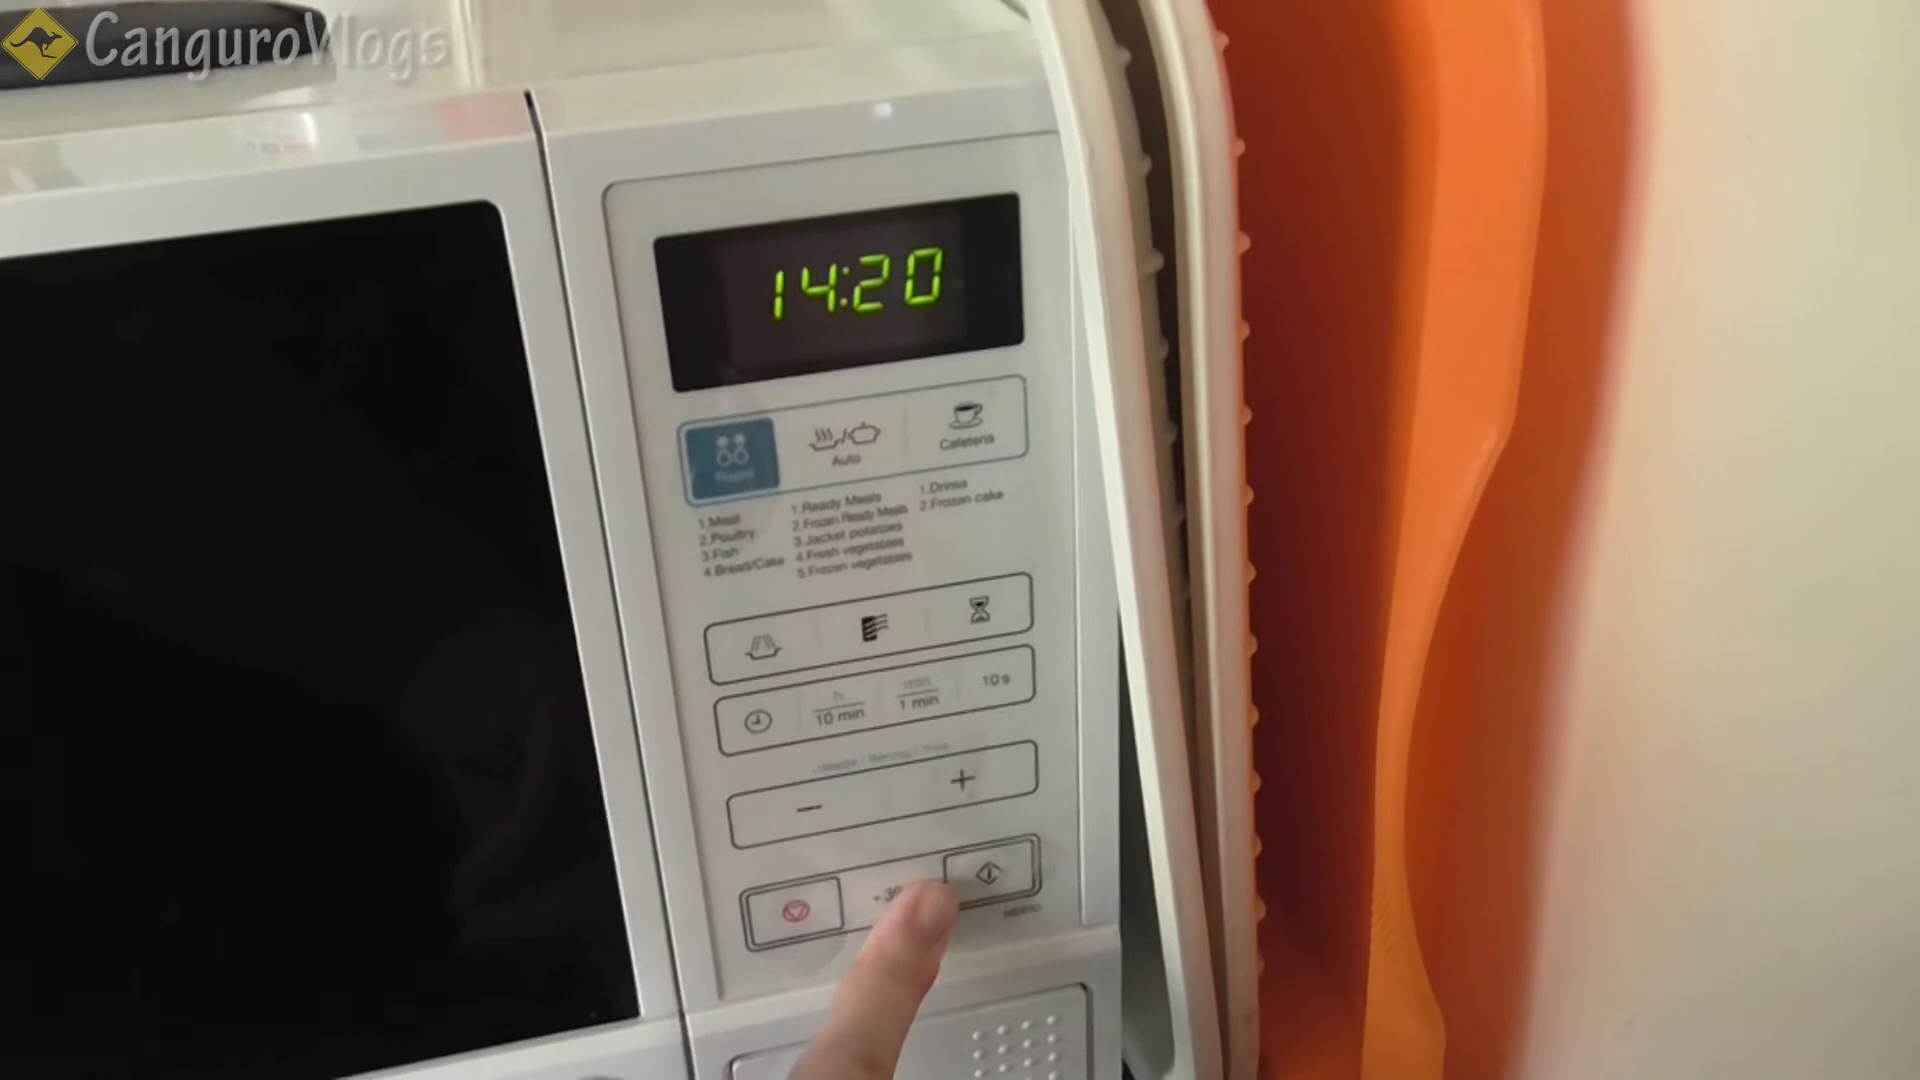 CanguroVlogs
14:20
Auto
Cafeteria
1.Meat
2.Poultry
3.Fish
4.Bread/Cake
1.Ready Meals
2.Frozen Ready Meals
3.Jacket potatoes
4.Fresh vegetables
5.Frozen vegetables
1.Drinks
2.Frozen cake
h
10 min
min
1 min
10s
−
+
+30